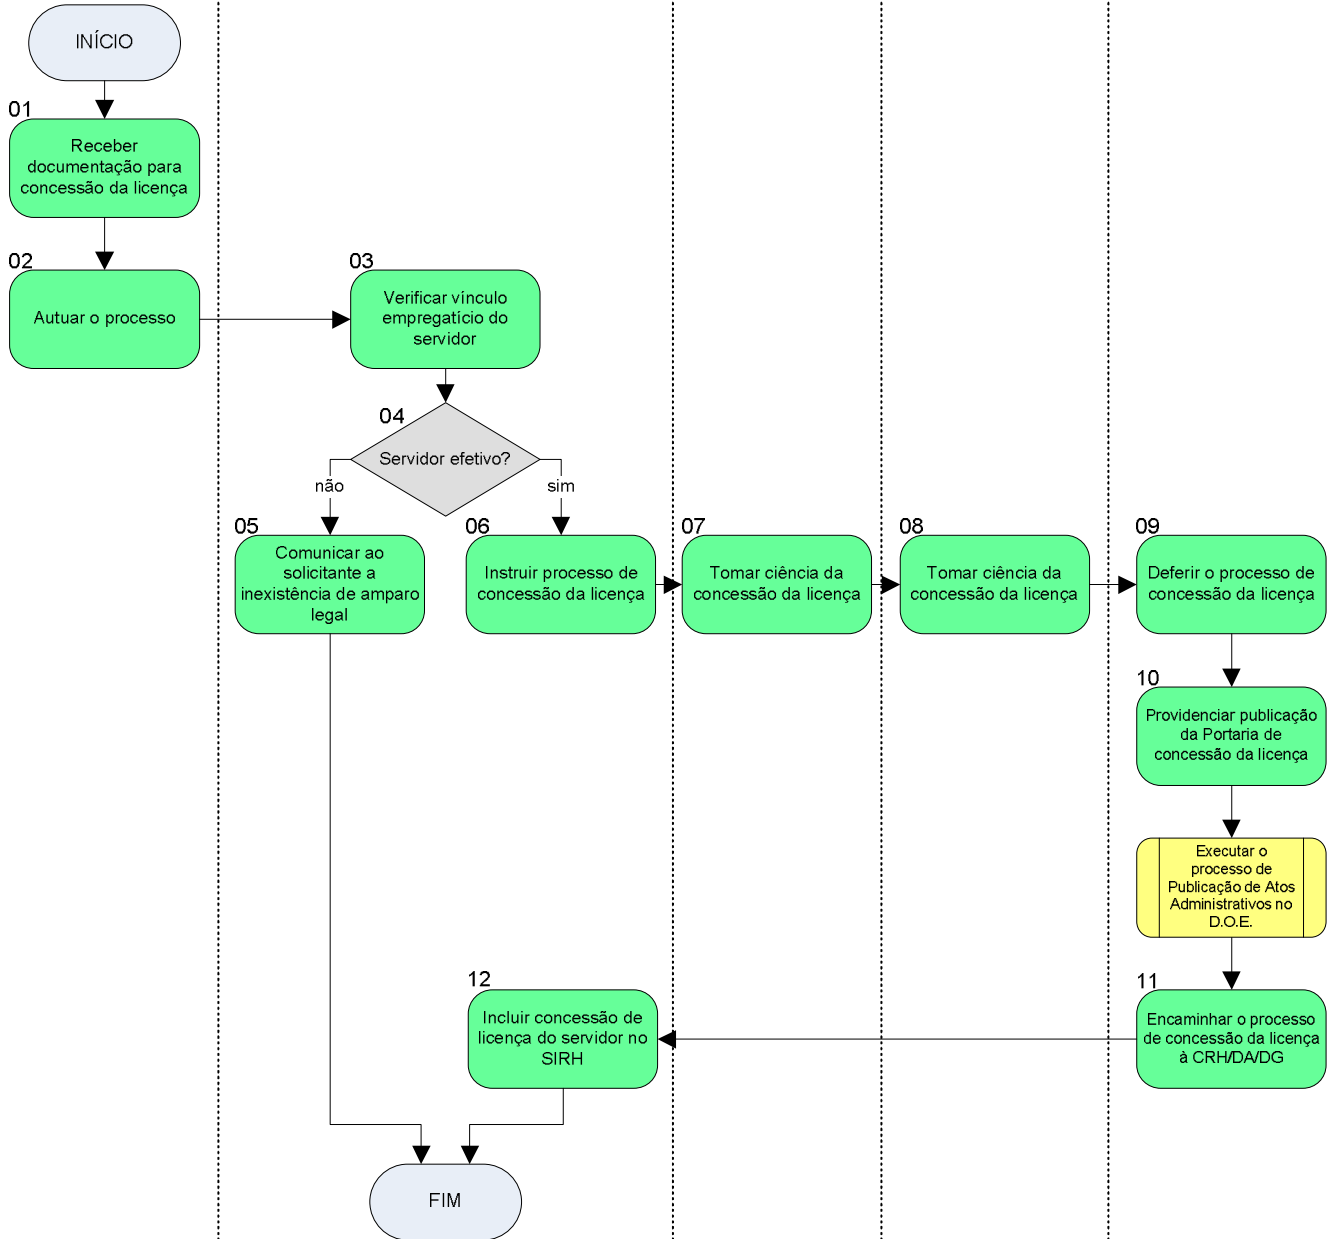 INÍCIO
01
Receber
documentação para
concessão da licença
02
Autuar o processo
03
Verificar vínculo
empregatício do
servidor
04
Servidor efetivo?
não
sim
05
Comunicar ao
solicitante a
inexistência de amparo
legal
06
Instruir processo de
concessão da licença
07
Tomar ciência da
concessão da licença
08
Tomar ciência da
concessão da licença
09
Deferir o processo de
concessão da licença
10
Providenciar publicação
da Portaria de
concessão da licença
Executar o
processo de
Publicação de Atos
Administrativos no
D.O.E.
11
Encaminhar o processo
de concessão da licença
à CRH/DA/DG
12
Incluir concessão de
licença do servidor no
SIRH
FIM